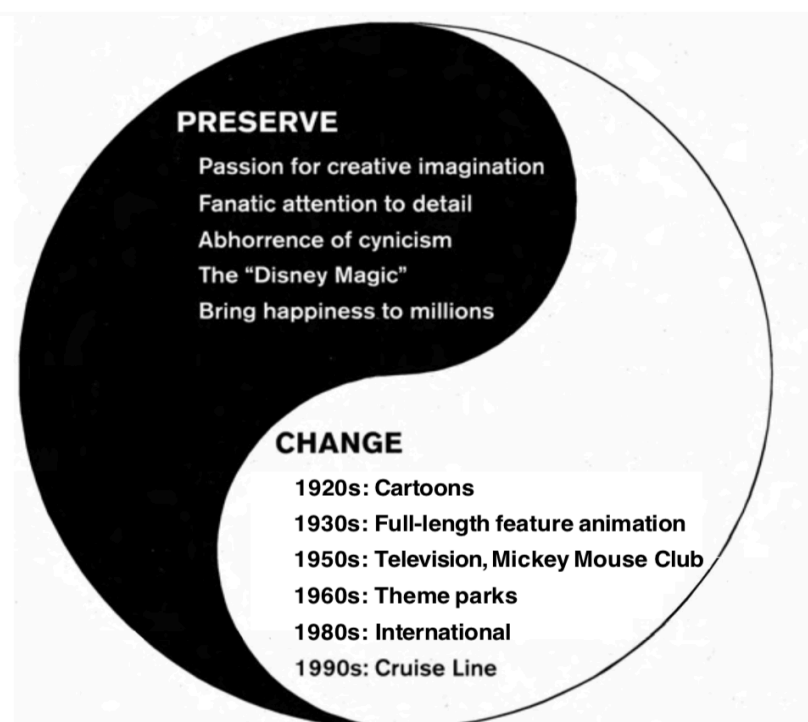 PRESERVE
Passion for creative imagination
Fanatic attention to detail
Abhorrence of cynicism
The “Disney Magic”
Bring happiness to millions
CHANGE
1920s: Cartoons
1930s: Full-length feature animation
1950s: Television, Mickey Mouse Club
1960s: Theme parks
1980s: International
1990s: Cruise Line